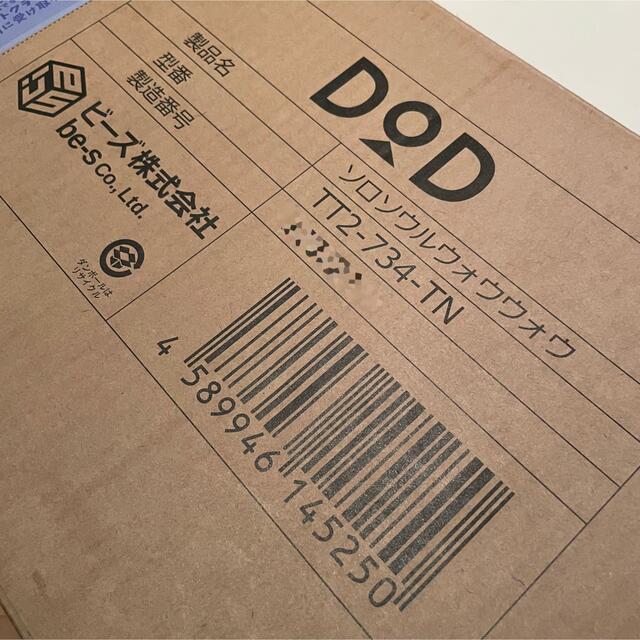 DOD
製品名
ソロソウルウォウウォウ
型番
TT2-734-TN
製造番号
ビーズ株式会社
be-s Co., Ltd.
ダンボールは
リサイクル
4 589946 145250